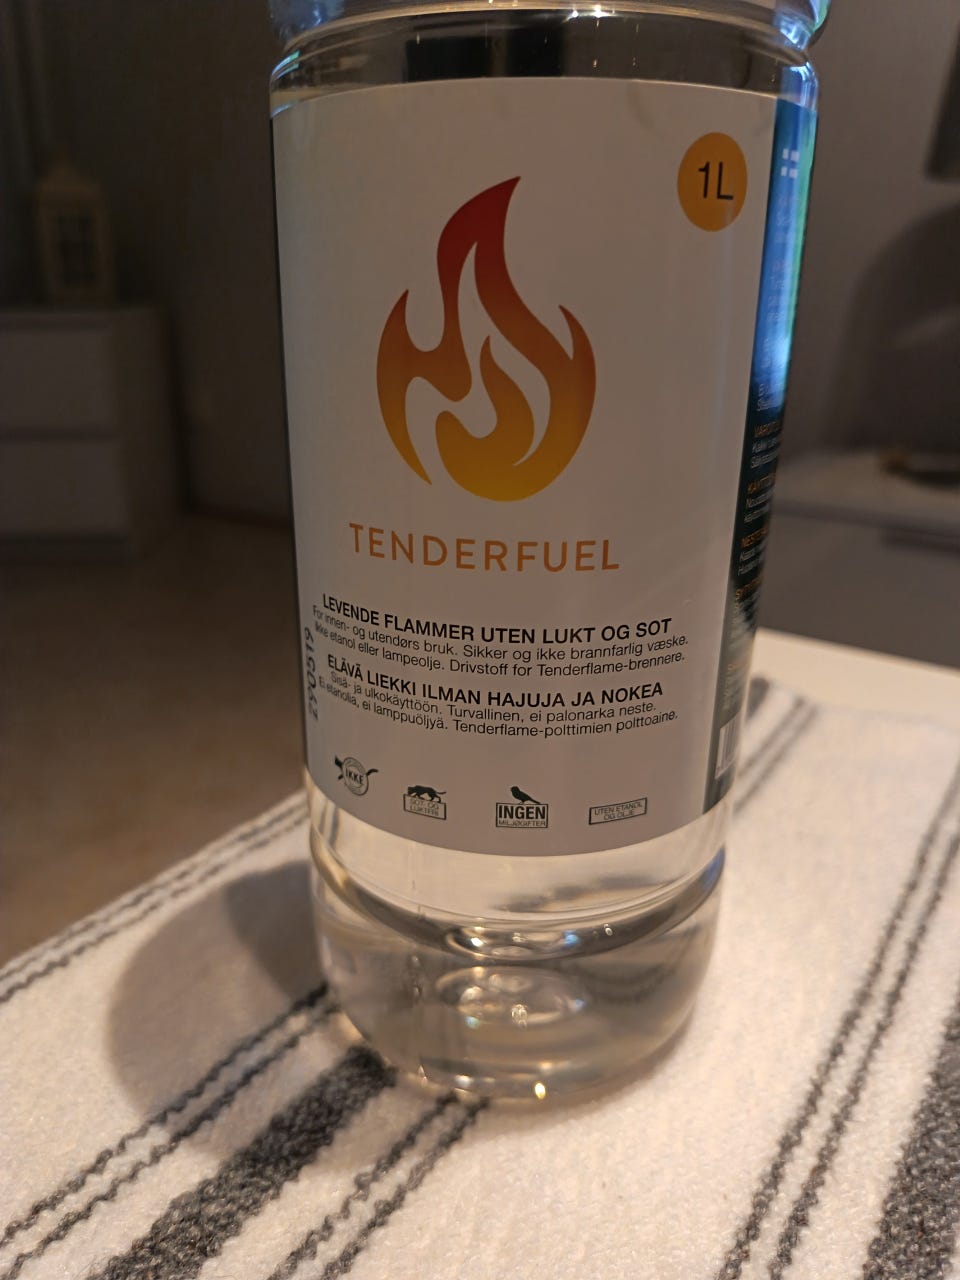 1L
TENDERFUEL
LEVENDE FLAMMER UTEN LUKT OG SOT
For innen- og utendørs bruk. Sikker og ikke brannfarlig væske.
Ikke etanol eller lampeolje. Drivstoff for Tenderflame-brennere.
ELÄVÄ LIEKKI ILMAN HAJUJA JA NOKEA
Sisä- ja ulkokäyttöön. Turvallinen, ei palonarka neste.
Ei etanolia, ei lamppuöljyä. Tenderflame-polttimien polttoaine.
290519
IKKE
SOT- OG
LUKTFRI
INGEN
MILJØGIFTER
UTEN ETANOL
OG OLJE